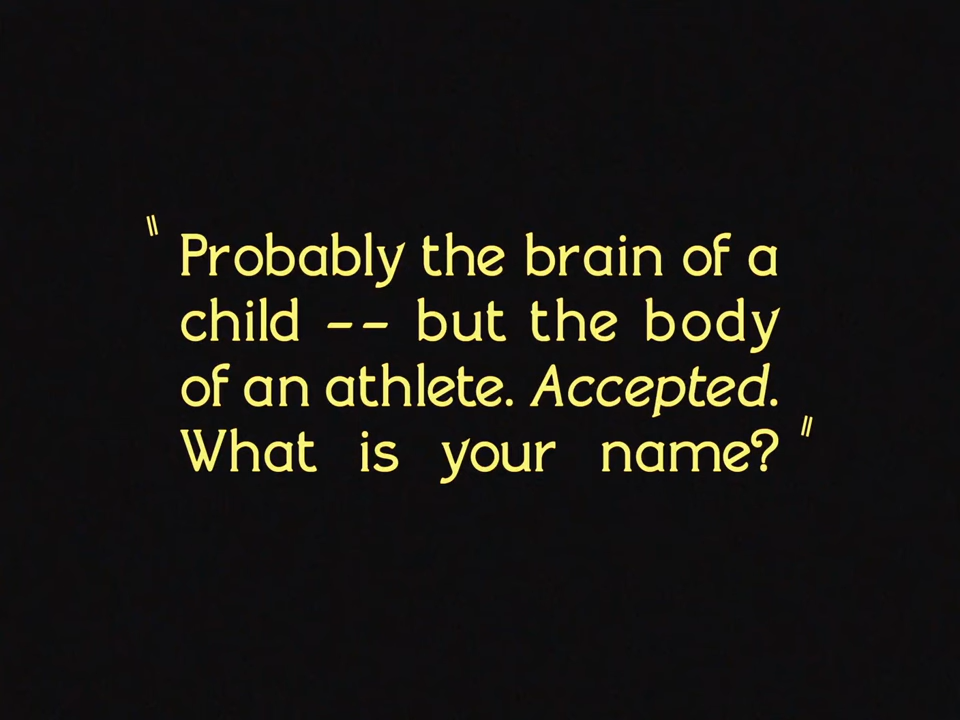 "Probably the brain of a
child -- but the body
of an athlete. Accepted.
What is your name?"